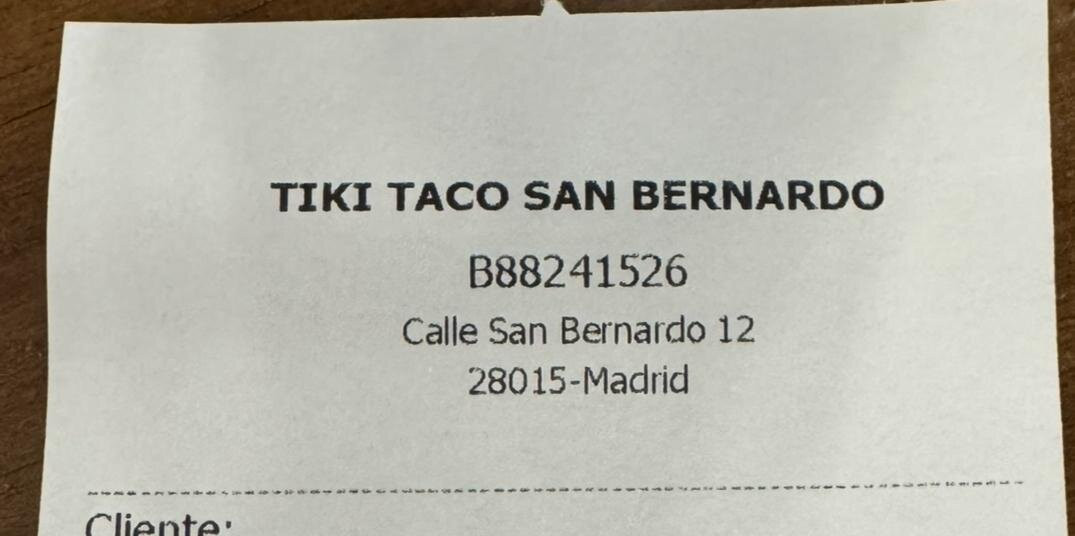 TIKI TACO SAN BERNARDO
B88241526
Calle San Bernardo 12
28015-Madrid
Cliente: